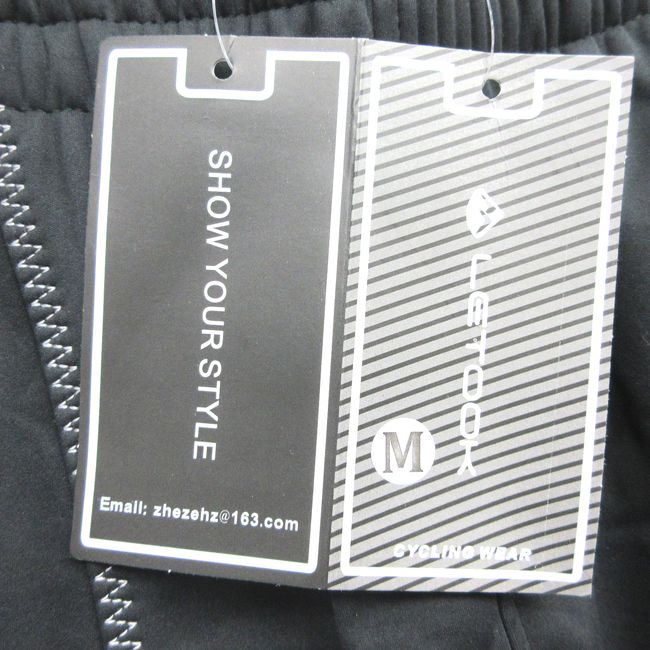 SHOW YOUR STYLE
Email: zhezehz@163.com
LETOOK
M
CYCLING WEAR